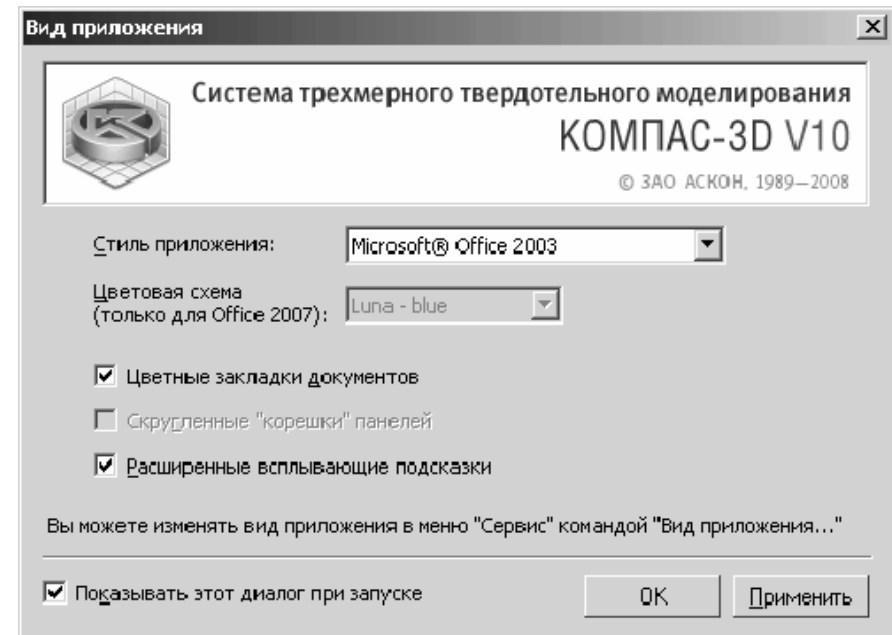 Вид приложения
Система трехмерного твердотельного моделирования
КОМПАС-3D V10
© ЗАО АСКОН, 1989—2008
Стиль приложения:
Microsoft® Office 2003
Цветовая схема
(только для Office 2007):
Luna - blue
Цветные закладки документов
Скругленные "корешки" панелей
Расширенные всплывающие подсказки
Вы можете изменять вид приложения в меню "Сервис" командой "Вид приложения..."
Показывать этот диалог при запуске
OK
Применить